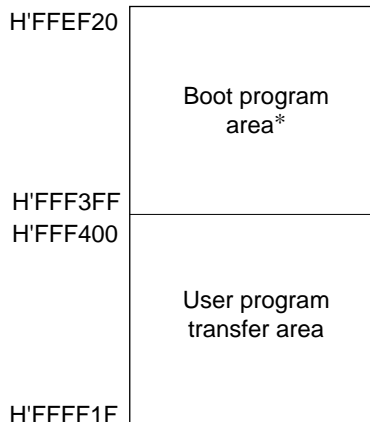 H'FFEF20
Boot program
area*
H'FFF3FF
H'FFF400
User program
transfer area
H'FFFF1F